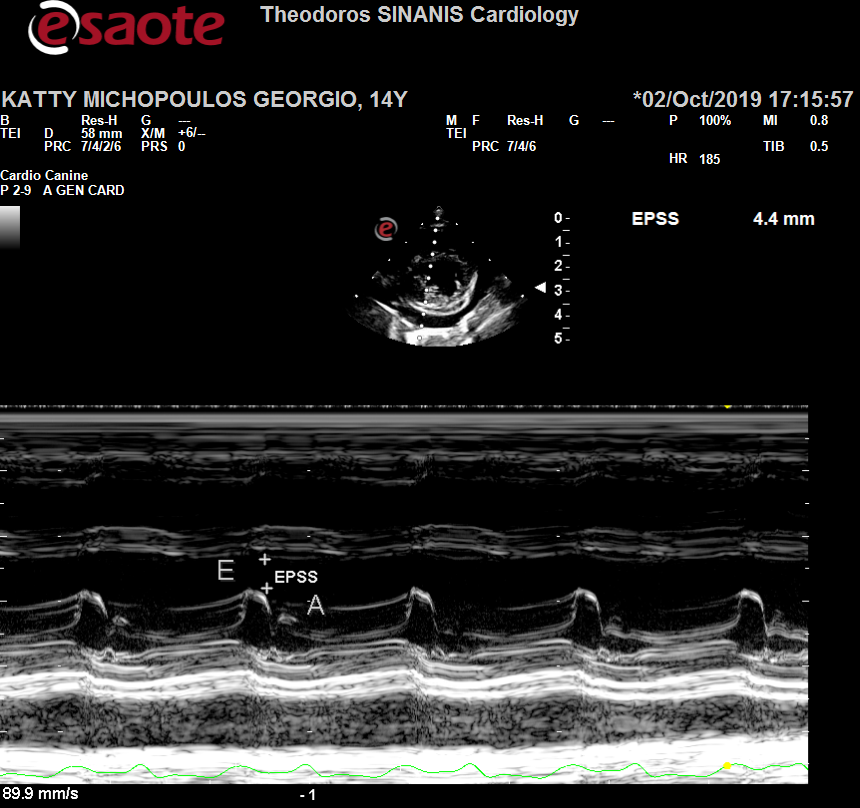 esaote
Theodoros SINANIS Cardiology
KATTY MICHOPOULOS GEORGIO, 14Y *02/Oct/2019 17:15:57
B Res-H G --- M F Res-H G --- P 100% MI 0.8
TEI D 58 mm X/M +6/-- TEI
PRC 7/4/2/6 PRS 0 PRC 7/4/6 TIB 0.5
HR 185
Cardio Canine
P 2-9 A GEN CARD
e
0-
1-
2-
3-
4-
5-
EPSS 4.4 mm
E
EPSS
A
89.9 mm/s -1